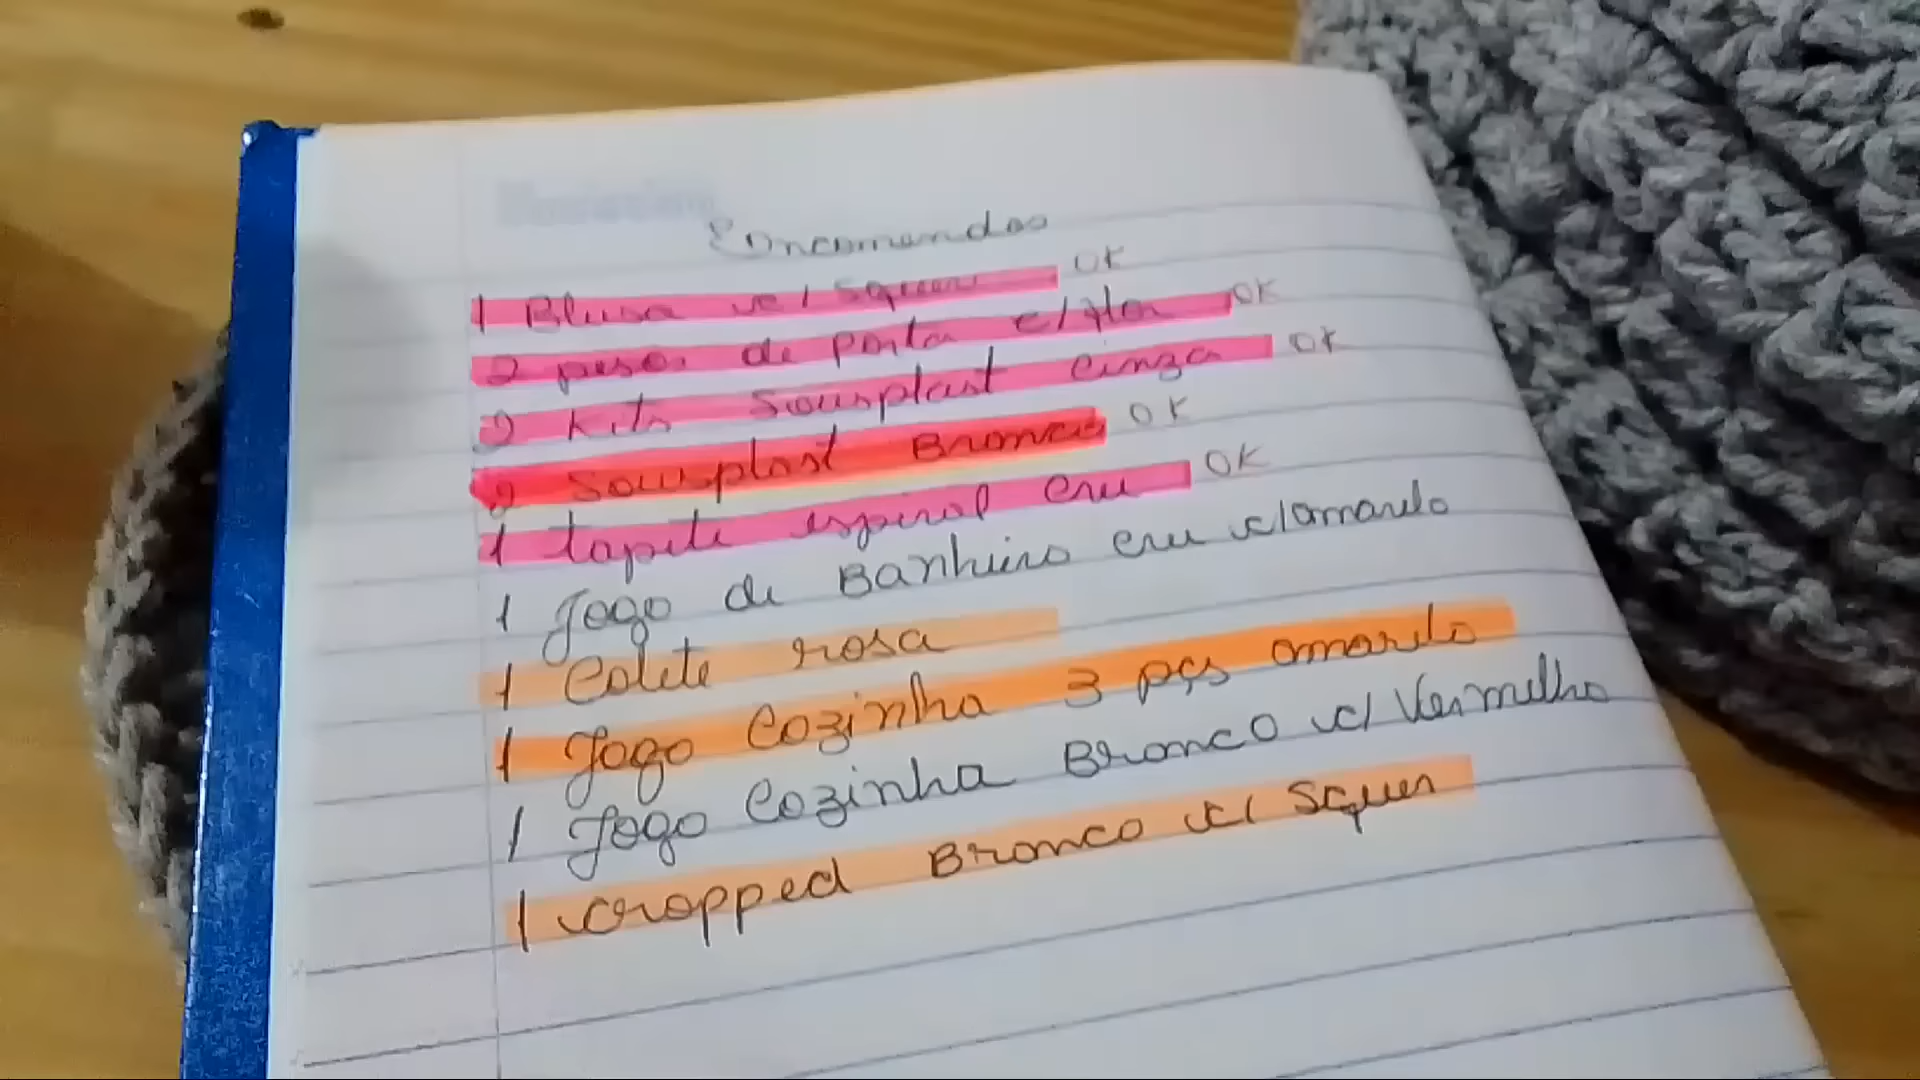 Encomendas
1 Blusa c/ Squer OK
2 peso de porta c/ flor OK
2 Kits Sousplast cinza OK
2 Sousplast Branco OK
1 tapete espiral cru OK
1 Jogo de Banheiro cru c/ amarelo
1 Colete rosa
1 Jogo Cozinha 3 pçs amarelo
1 Jogo Cozinha Branco c/ Vermelho
1 cropped Branco c/ Squer